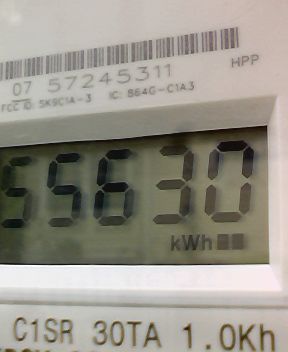 07 57245311
HPP
FCC ID: SK9C1A-3 IC: 864G-C1A3
55630
kWh
C1SR 30TA 1.0Kh